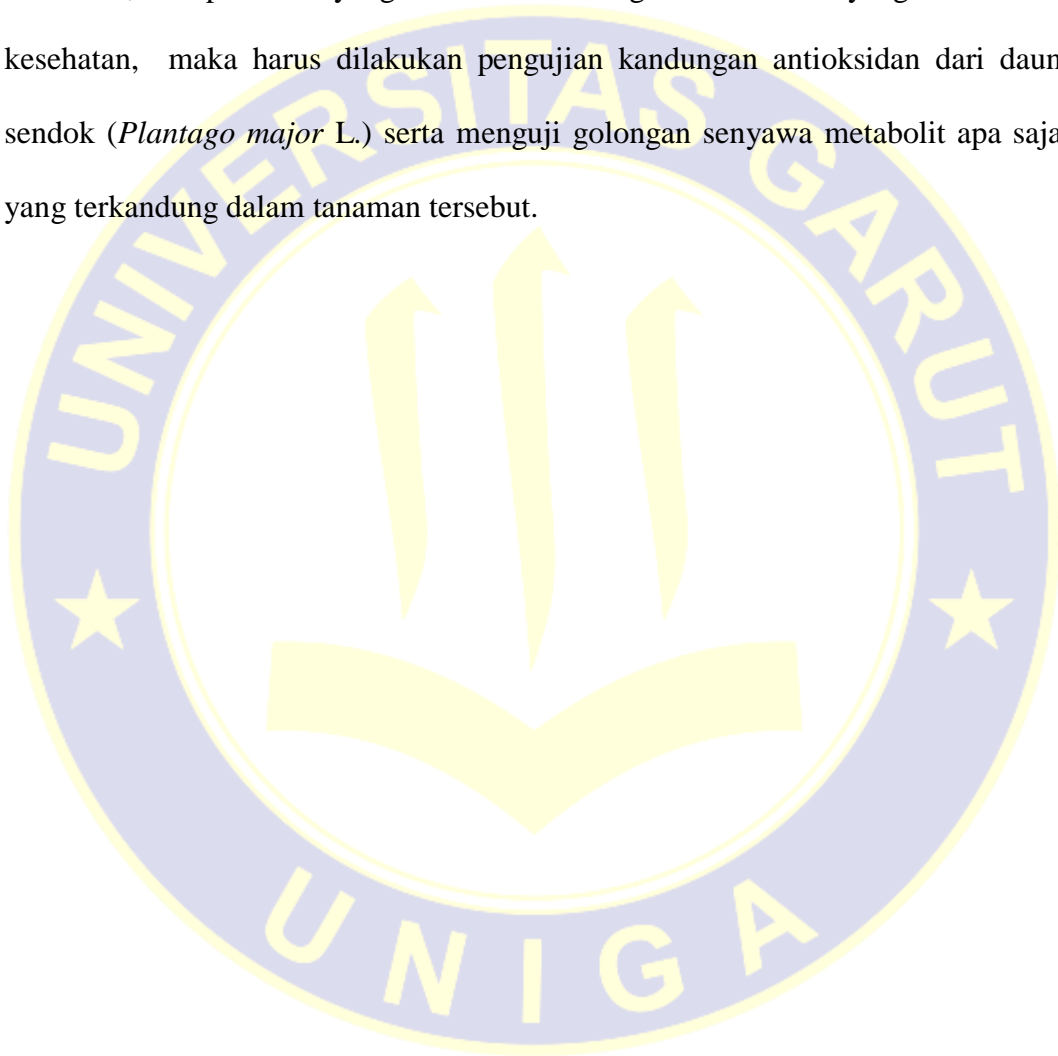 kesehatan, maka harus dilakukan pengujian kandungan antioksidan dari daun
sendok (Plantago major L.) serta menguji golongan senyawa metabolit apa saja
yang terkandung dalam tanaman tersebut.
UNIVERSITAS GARUT
UNIGA